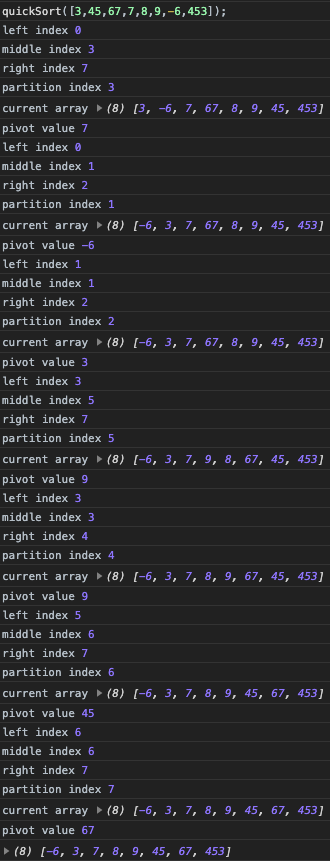 quickSort([3,45,67,7,8,9,-6,453]);
left index 0
middle index 3
right index 7
partition index 3
current array ▶(8) [3, -6, 7, 67, 8, 9, 45, 453]
pivot value 7
left index 0
middle index 1
right index 2
partition index 1
current array ▶(8) [-6, 3, 7, 67, 8, 9, 45, 453]
pivot value -6
left index 1
middle index 1
right index 2
partition index 2
current array ▶(8) [-6, 3, 7, 67, 8, 9, 45, 453]
pivot value 3
left index 3
middle index 5
right index 7
partition index 5
current array ▶(8) [-6, 3, 7, 9, 8, 67, 45, 453]
pivot value 9
left index 3
middle index 3
right index 4
partition index 4
current array ▶(8) [-6, 3, 7, 8, 9, 67, 45, 453]
pivot value 9
left index 5
middle index 6
right index 7
partition index 6
current array ▶(8) [-6, 3, 7, 8, 9, 45, 67, 453]
pivot value 45
left index 6
middle index 6
right index 7
partition index 7
current array ▶(8) [-6, 3, 7, 8, 9, 45, 67, 453]
pivot value 67
▶(8) [-6, 3, 7, 8, 9, 45, 67, 453]